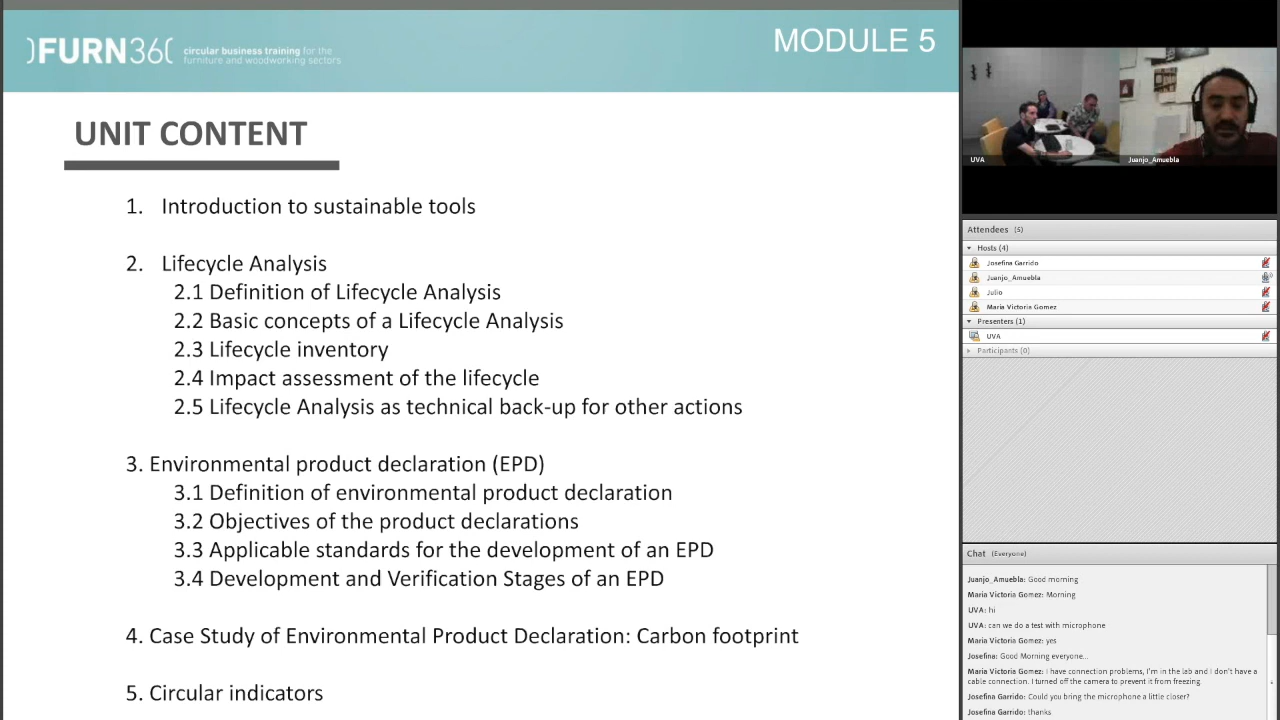 )FURN36(
circular business training for the
furniture and woodworking sectors
MODULE 5
UNIT CONTENT
1. Introduction to sustainable tools
2. Lifecycle Analysis
2.1 Definition of Lifecycle Analysis
2.2 Basic concepts of a Lifecycle Analysis
2.3 Lifecycle inventory
2.4 Impact assessment of the lifecycle
2.5 Lifecycle Analysis as technical back-up for other actions
3. Environmental product declaration (EPD)
3.1 Definition of environmental product declaration
3.2 Objectives of the product declarations
3.3 Applicable standards for the development of an EPD
3.4 Development and Verification Stages of an EPD
4. Case Study of Environmental Product Declaration: Carbon footprint
5. Circular indicators
UVA
Juanjo_Amuebla
Attendees (5)
Hosts (4)
Josefina Garrido
Juanjo_Amuebla
Julio
Maria Victoria Gomez
Presenters (1)
UVA
Participants (0)
Chat (Everyone)
Juanjo_Amuebla: Good morning
Maria Victoria Gomez: Morning
UVA: hi
UVA: can we do a test with microphone
Maria Victoria Gomez: yes
Josefina: Good Morning everyone...
Maria Victoria Gomez: I have connection problems, I'm in the lab and I don't have a
cable connection. I turned off the camera to prevent it from freezing
Josefina Garrido: Could you bring the microphone a little closer?
Josefina Garrido: thanks